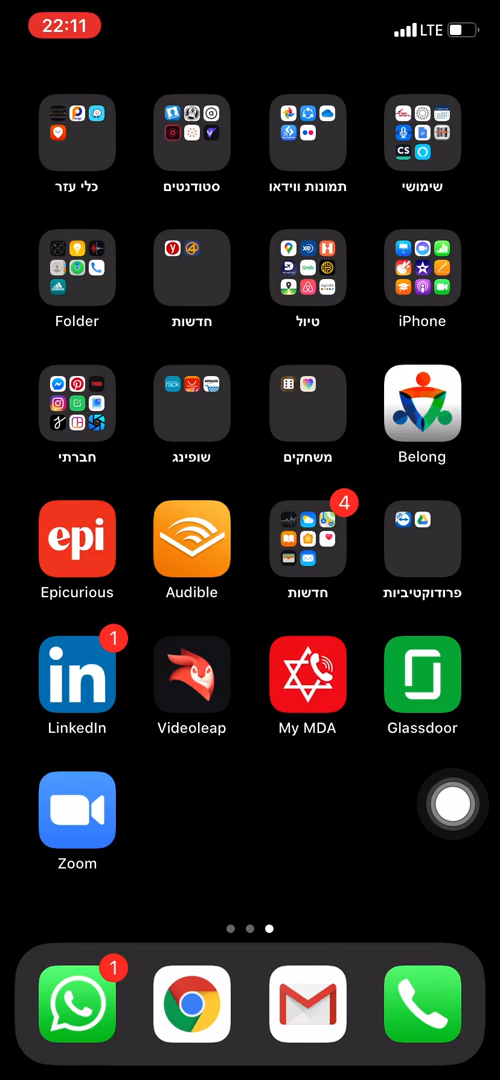 22:11
LTE
כלי עזר
סטודנטים
תמונות ווידאו
שימושי
Folder
חדשות
טיול
iPhone
חברתי
שופינג
משחקים
Belong
epi
4
Epicurious
Audible
חדשות
פרודוקטיביות
in
1
LinkedIn
Videoleap
My MDA
Glassdoor
Zoom
1